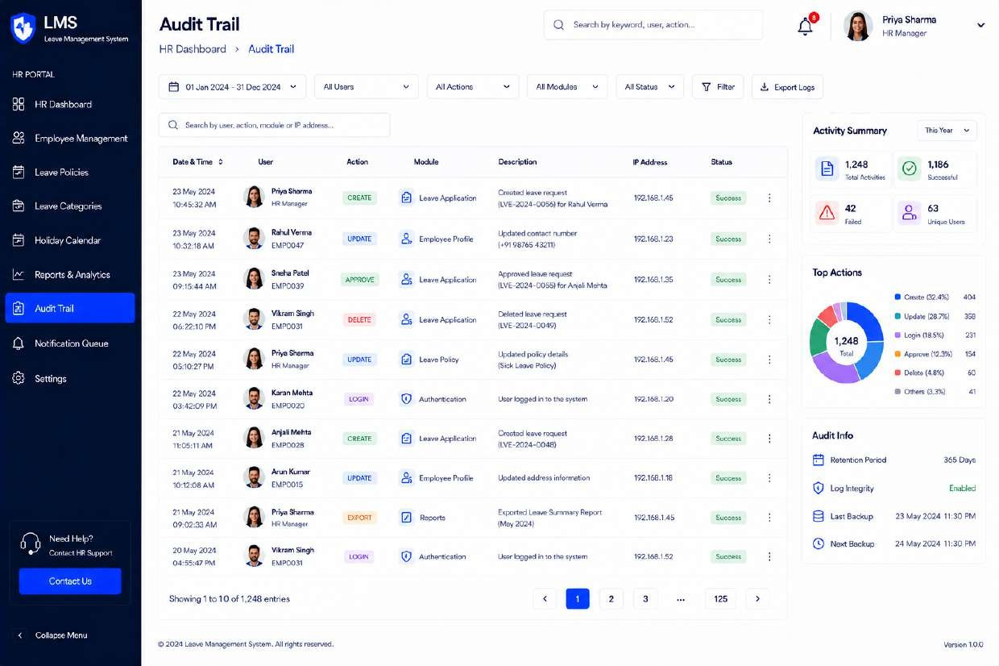 LMS
Leave Management System
HR PORTAL
HR Dashboard
Employee Management
Leave Policies
Leave Categories
Holiday Calendar
Reports & Analytics
Audit Trail
Notification Queue
Settings
Need Help?
Contact HR Support
Contact Us
Collapse Menu
Audit Trail
HR Dashboard > Audit Trail
Search by keyword, user, action...
8
Priya Sharma
HR Manager
01 Jan 2024 - 31 Dec 2024
All Users
All Actions
All Modules
All Status
Filter
Export Logs
Search by user, action, module or IP address...
Date & Time User Action Module Description IP Address Status
23 May 2024
10:45:32 AM
Priya Sharma
HR Manager
CREATE
Leave Application
Created leave request
(LVE-2024-0056) for Rahul Verma
192.168.1.45
Success
23 May 2024
10:32:18 AM
Rahul Verma
EMP0047
UPDATE
Employee Profile
Updated contact number
(+91 98765 43211)
192.168.1.23
Success
23 May 2024
09:15:44 AM
Sneha Patel
EMP0039
APPROVE
Leave Application
Approved leave request
(LVE-2024-0055) for Anjali Mehta
192.168.1.35
Success
22 May 2024
06:22:10 PM
Vikram Singh
EMP0031
DELETE
Leave Application
Deleted leave request
(LVE-2024-0049)
192.168.1.52
Success
22 May 2024
05:10:27 PM
Priya Sharma
HR Manager
UPDATE
Leave Policy
Updated policy details
(Sick Leave Policy)
192.168.1.45
Success
22 May 2024
03:42:09 PM
Karan Mehta
EMP0020
LOGIN
Authentication
User logged in to the system
192.168.1.20
Success
21 May 2024
11:05:11 AM
Anjali Mehta
EMP0028
CREATE
Leave Application
Created leave request
(LVE-2024-0048)
192.168.1.28
Success
21 May 2024
10:12:08 AM
Arun Kumar
EMP0015
UPDATE
Employee Profile
Updated address information
192.168.1.18
Success
21 May 2024
09:02:33 AM
Priya Sharma
HR Manager
EXPORT
Reports
Exported Leave Summary Report
(May 2024)
192.168.1.45
Success
20 May 2024
04:55:47 PM
Vikram Singh
EMP0031
LOGIN
Authentication
User logged in to the system
192.168.1.52
Success
Showing 1 to 10 of 1,248 entries
< 1 2 3 ... 125 >
Activity Summary
This Year
1,248
Total Activities
1,186
Successful
42
Failed
63
Unique Users
Top Actions
1,248
Total
Create (32.4%) 404
Update (28.7%) 358
Login (18.5%) 231
Approve (12.3%) 154
Delete (4.8%) 60
Others (3.3%) 41
Audit Info
Retention Period 365 Days
Log Integrity Enabled
Last Backup 23 May 2024 11:30 PM
Next Backup 24 May 2024 11:30 PM
© 2024 Leave Management System. All rights reserved.
Version 1.0.0